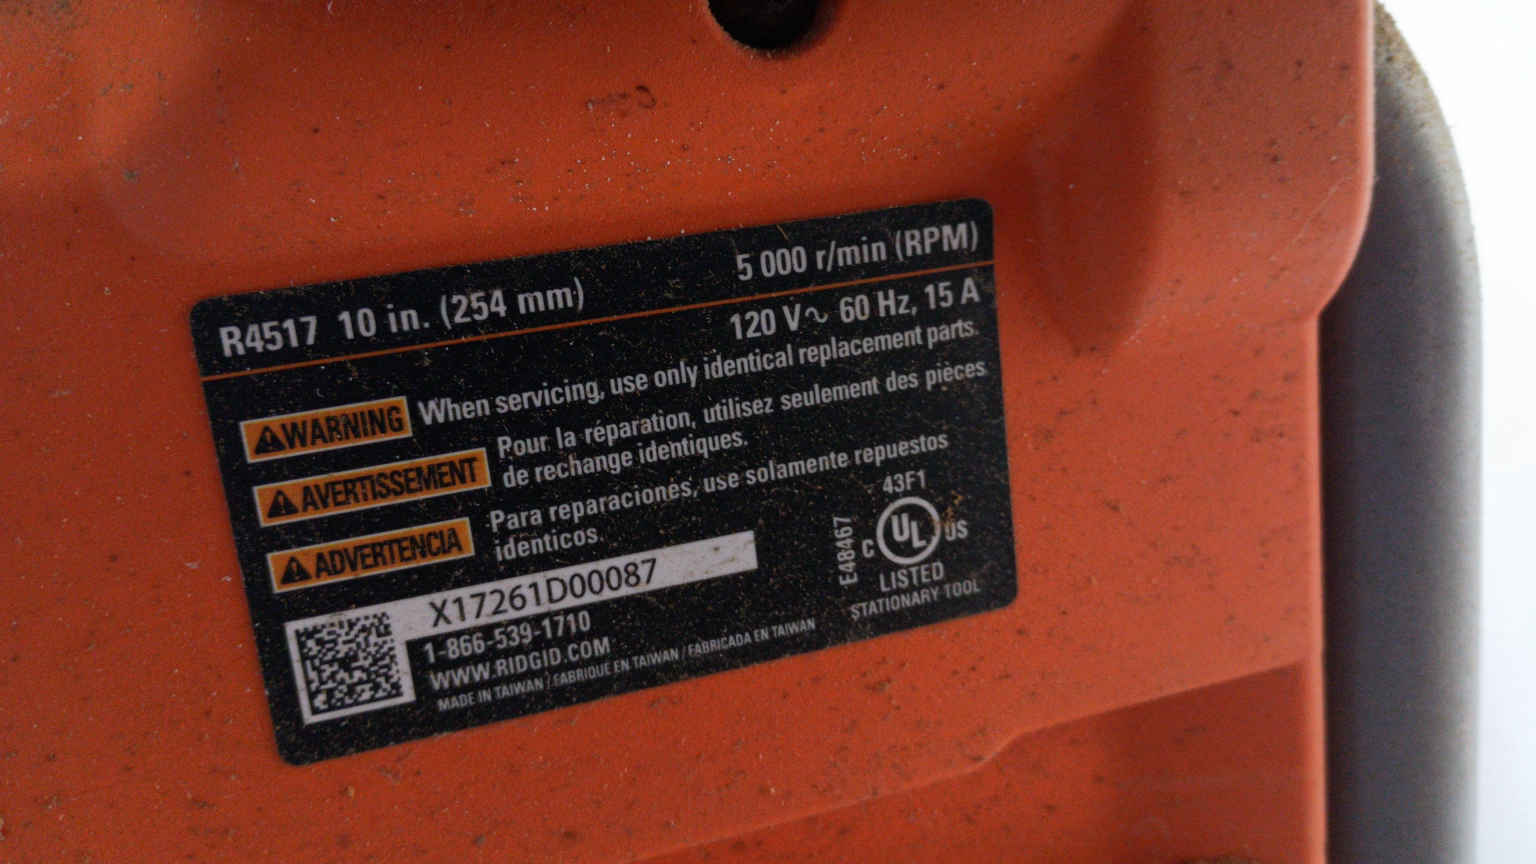 R4517 10 in. (254 mm)
5 000 r/min (RPM)
120 V~ 60 Hz, 15 A
WARNING When servicing, use only identical replacement parts.
AVERTISSEMENT Pour la réparation, utilisez seulement des pièces
de rechange identiques.
ADVERTENCIA Para reparaciones, use solamente repuestos
identicos.
43F1
E48467
C UL US
LISTED
STATIONARY TOOL
X17261D00087
1-866-539-1710
WWW.RIDGID.COM
MADE IN TAIWAN / FABRIQUE EN TAIWAN / FABRICADA EN TAIWAN